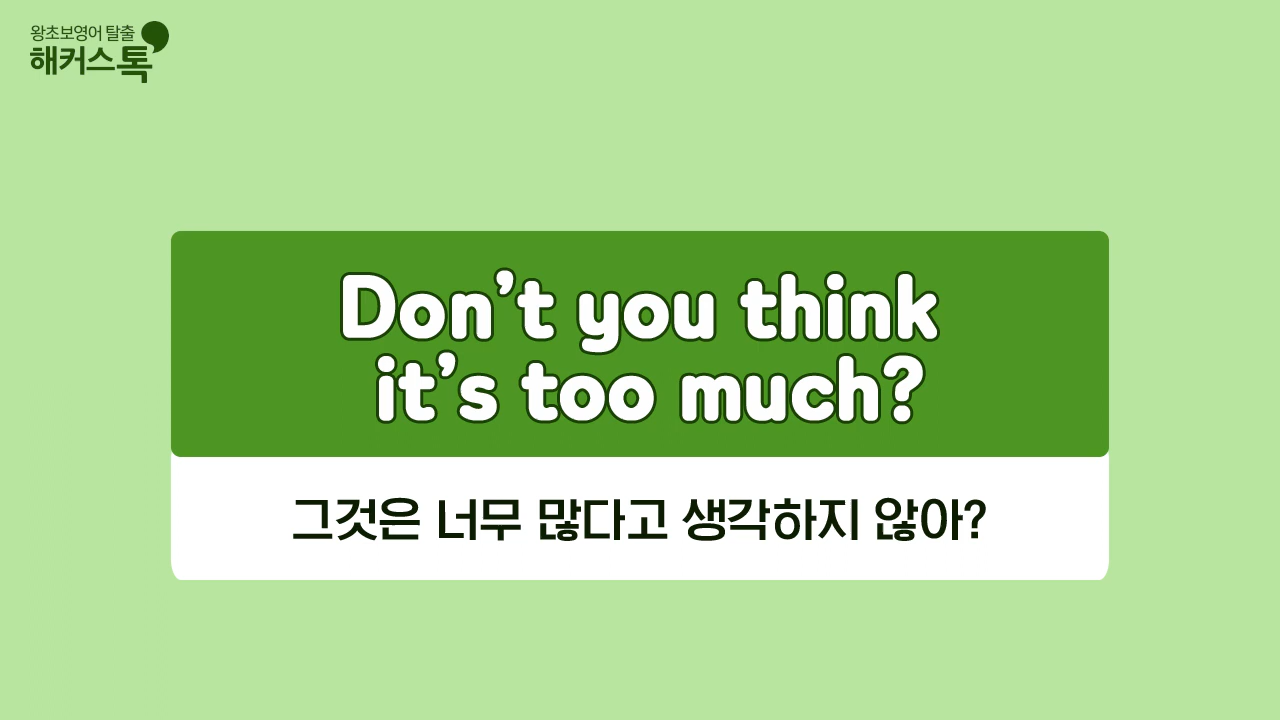 왕초보영어 탈출
해커스톡
Don’t you think
it’s too much?
그것은 너무 많다고 생각하지 않아?